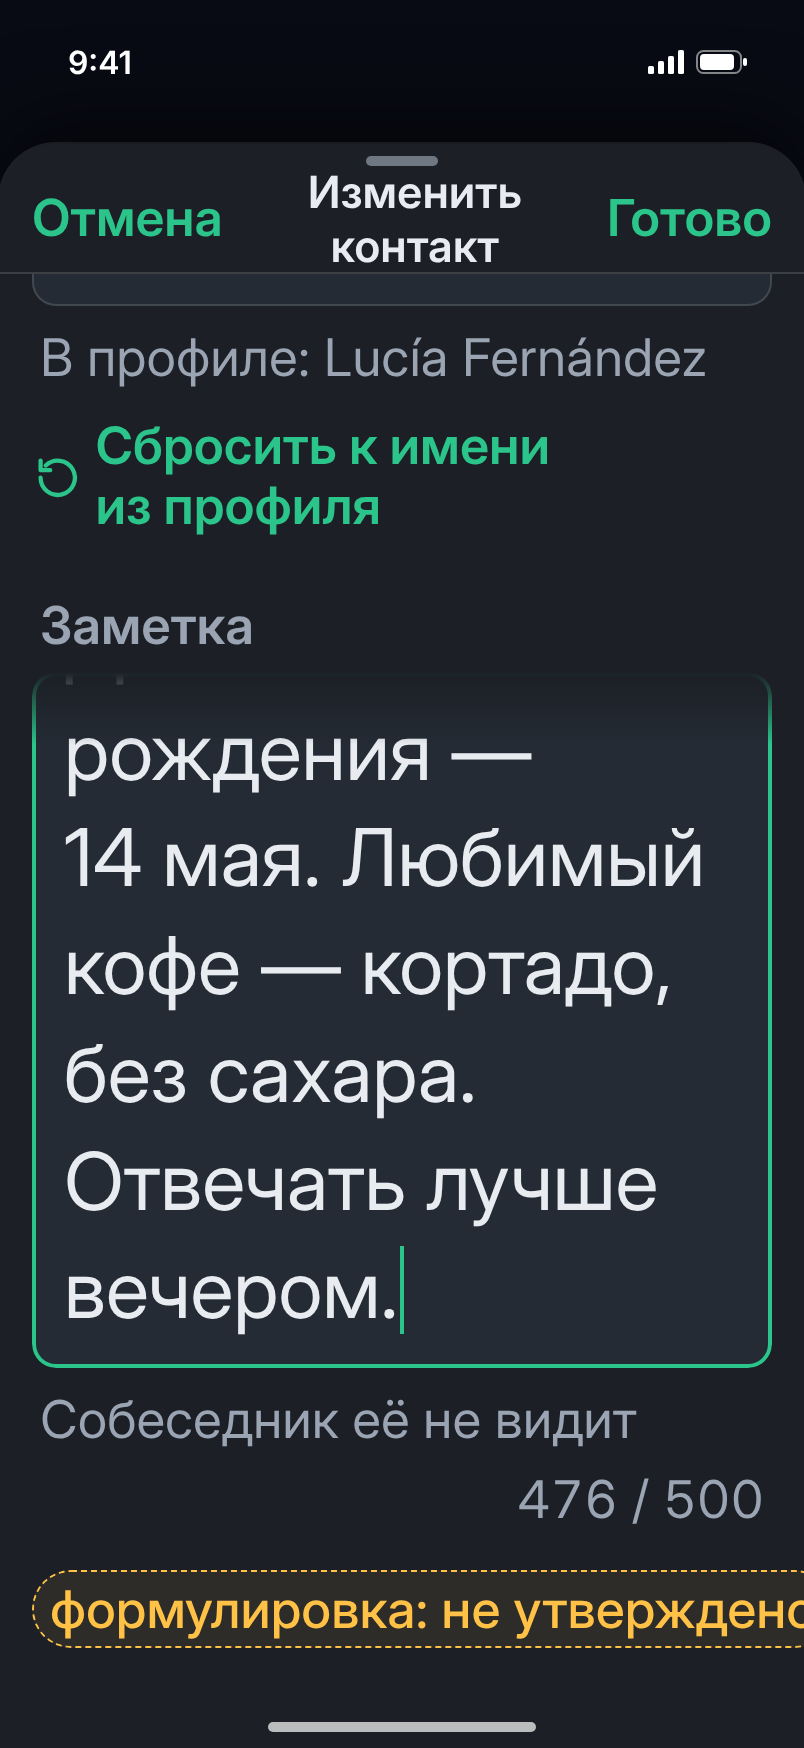 9:41
Отмена
Изменить
контакт
Готово
В профиле: Lucía Fernández
Сбросить к имени
из профиля
Заметка
рождения —
14 мая. Любимый
кофе — кортадо,
без сахара.
Отвечать лучше
вечером.
Собеседник её не видит
476 / 500
формулировка: не утверждено